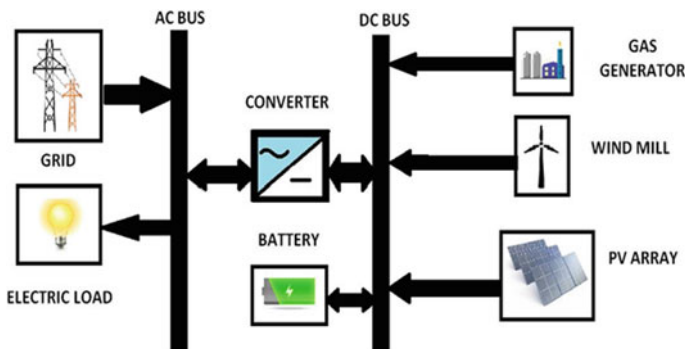 AC BUS
DC BUS
GAS
GENERATOR
CONVERTER
GRID
WIND MILL
BATTERY
PV ARRAY
ELECTRIC LOAD